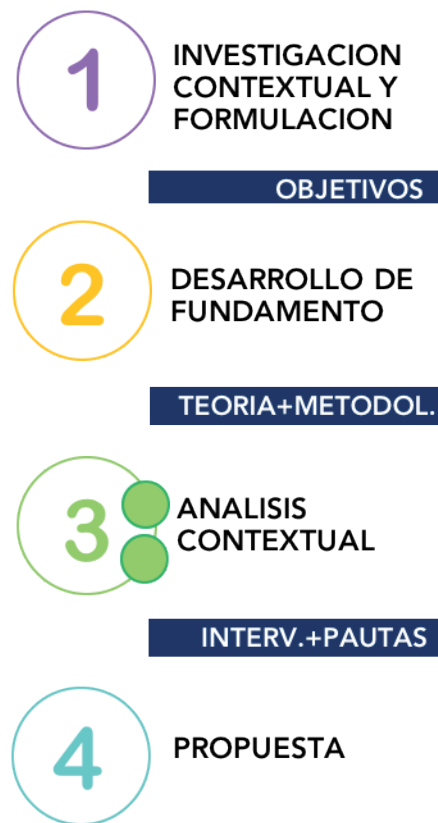 1
INVESTIGACION
CONTEXTUAL Y
FORMULACION
OBJETIVOS
2
DESARROLLO DE
FUNDAMENTO
TEORIA+METODOL.
3
ANALISIS
CONTEXTUAL
INTERV.+PAUTAS
4
PROPUESTA